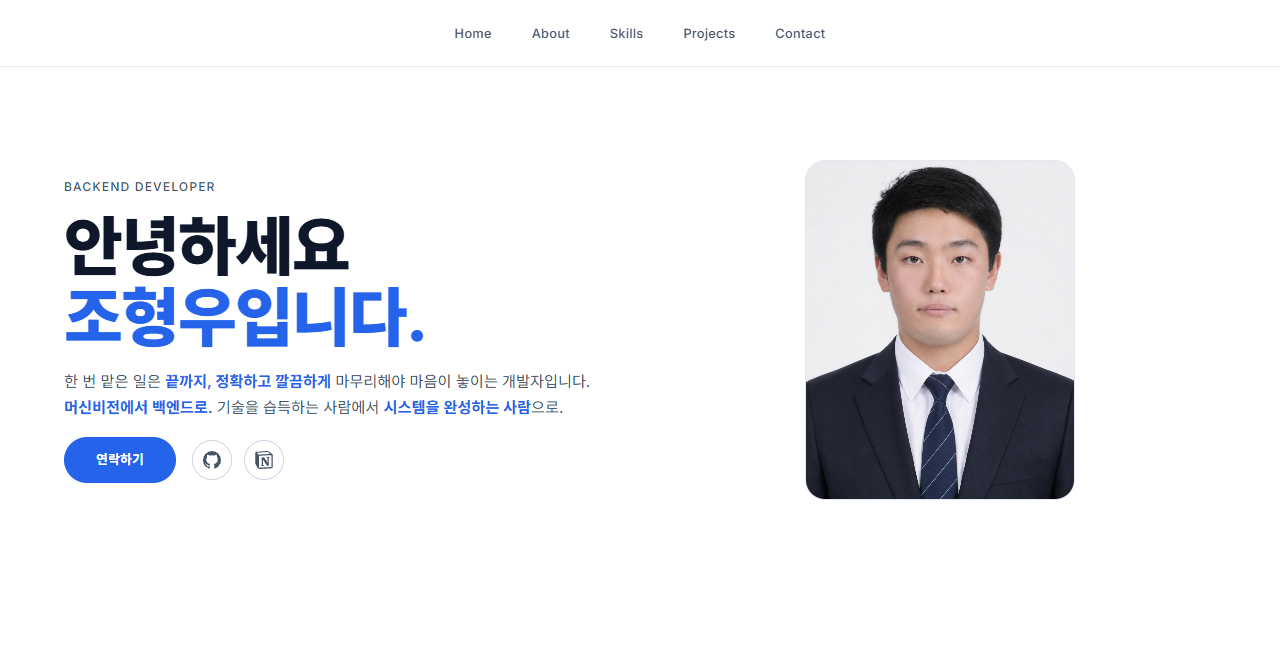 Home About Skills Projects Contact
BACKEND DEVELOPER
안녕하세요
조형우입니다.
한 번 맡은 일은 끝까지, 정확하고 깔끔하게 마무리해야 마음이 놓이는 개발자입니다.
머신비전에서 백엔드로. 기술을 습득하는 사람에서 시스템을 완성하는 사람으로.
연락하기
N